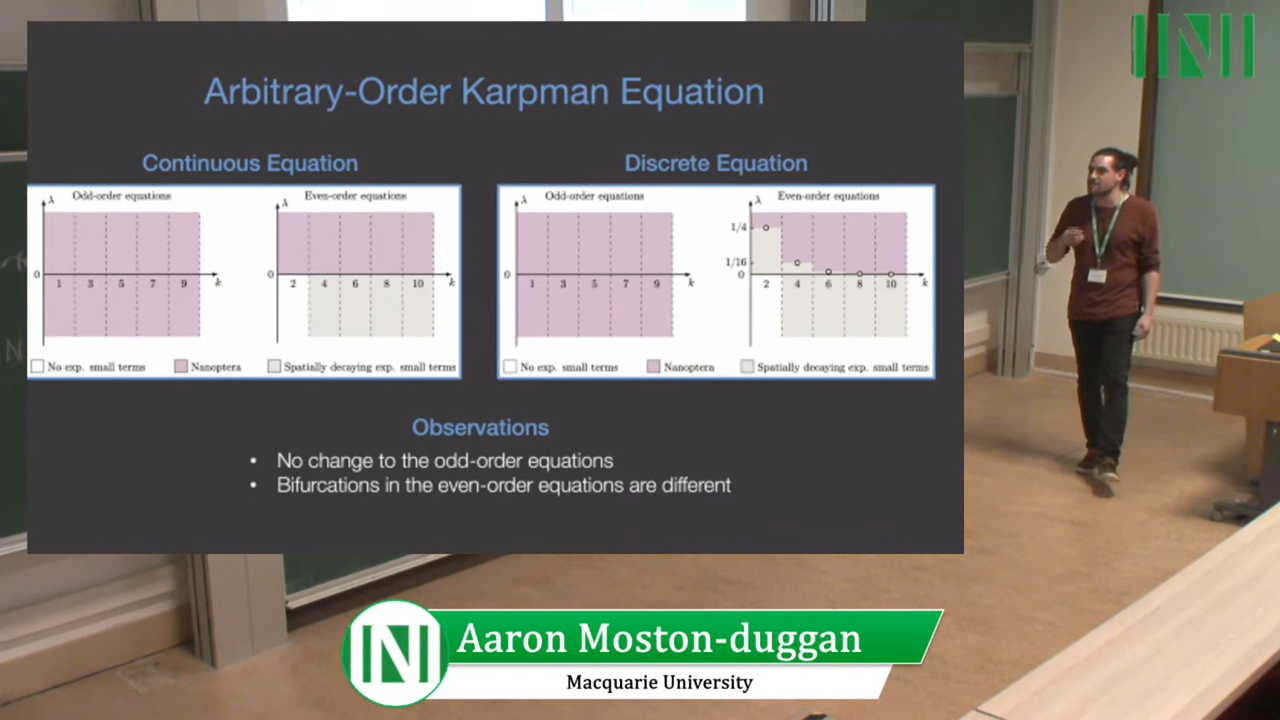 INI
Arbitrary-Order Karpman Equation
Continuous Equation
Discrete Equation
Odd-order equations
λ
0
1 3 5 7 9 k
Even-order equations
λ
0
2 4 6 8 10 k
No exp. small terms
Nanoptera
Spatially decaying exp. small terms
Odd-order equations
λ
0
1 3 5 7 9 k
Even-order equations
λ
1/4
1/16
0
2 4 6 8 10 k
No exp. small terms
Nanoptera
Spatially decaying exp. small terms
Observations
• No change to the odd-order equations
• Bifurcations in the even-order equations are different
INI
Aaron Moston-duggan
Macquarie University